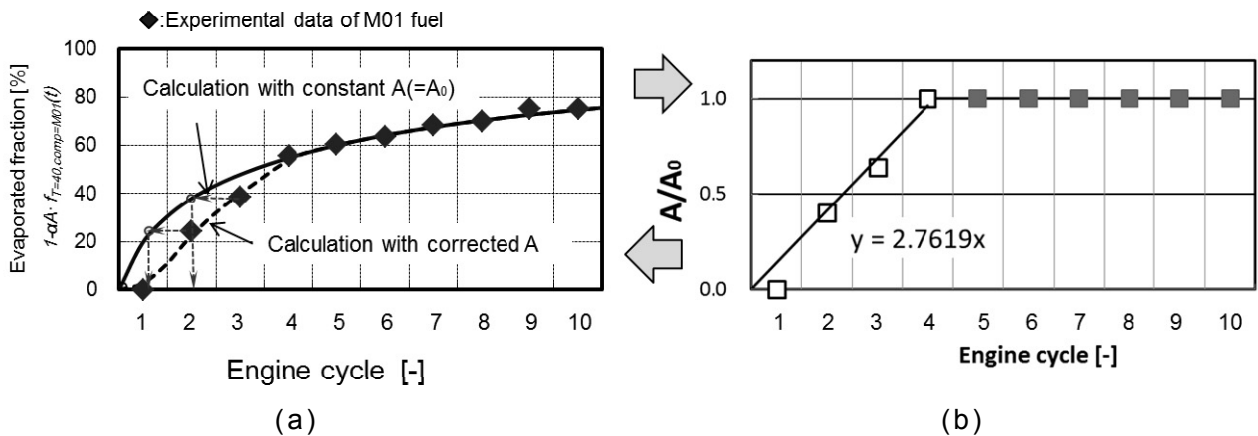 ◆:Experimental data of M01 fuel
Evaporated fraction [%]
1-αA· f T=40,comp=M01(t)
100
80
60
40
20
0
Calculation with constant A(=A₀)
Calculation with corrected A
1 2 3 4 5 6 7 8 9 10
Engine cycle [-]
(a)
A/A₀
1.0
0.5
0.0
y = 2.7619x
1 2 3 4 5 6 7 8 9 10
Engine cycle [-]
(b)